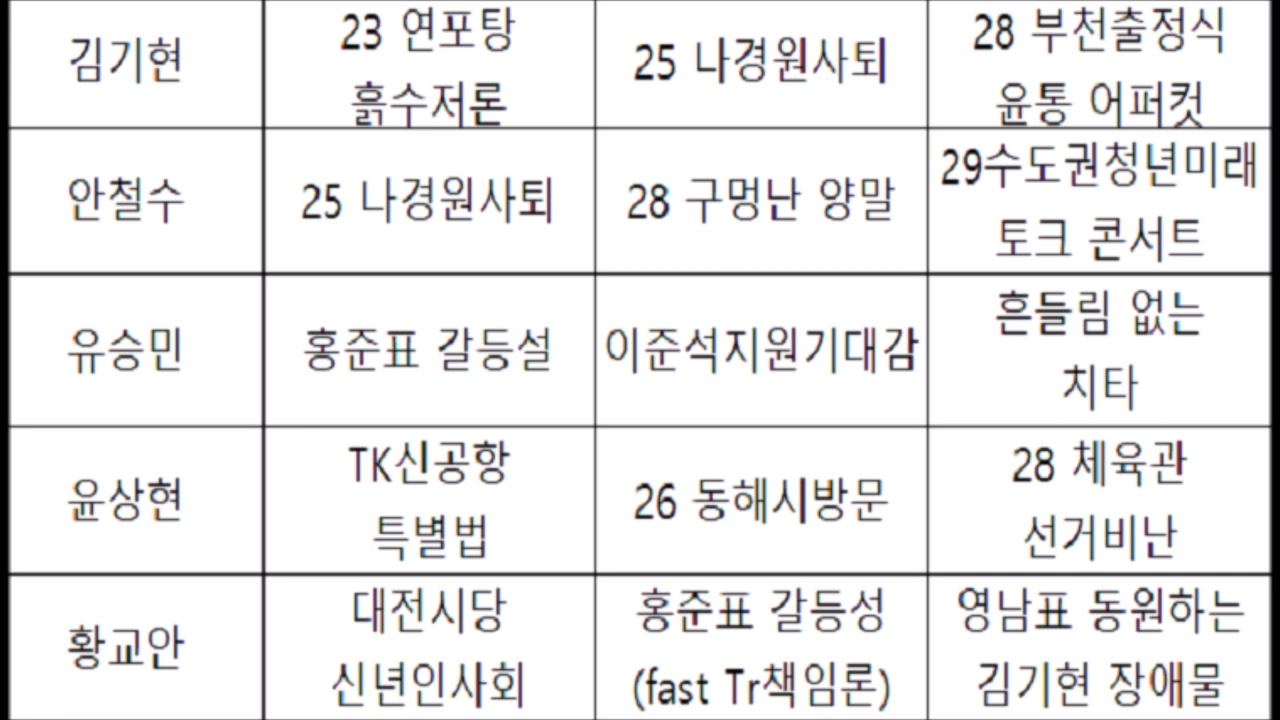 김기현
23 연포탕
흙수저론
25 나경원사퇴
28 부천출정식
윤통 어퍼컷
안철수
25 나경원사퇴
28 구멍난 양말
29수도권청년미래
토크 콘서트
유승민
홍준표 갈등설
이준석지원기대감
흔들림 없는
치타
윤상현
TK신공항
특별법
26 동해시방문
28 체육관
선거비난
황교안
대전시당
신년인사회
홍준표 갈등성
(fast Tr책임론)
영남표 동원하는
김기현 장애물